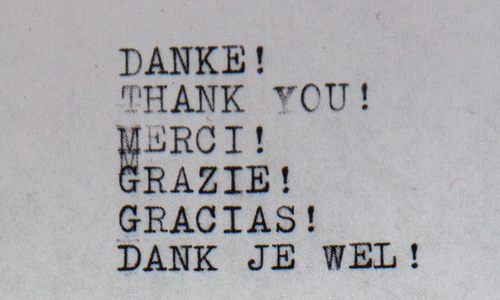 DANKE!
THANK YOU!
MERCI!
GRAZIE!
GRACIAS!
DANK JE WEL!